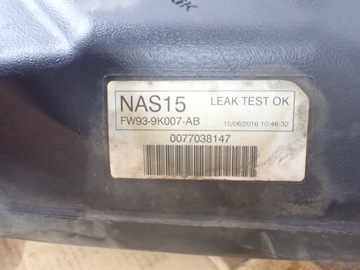 NAS15 LEAK TEST OK
FW93-9K007-AB 15/06/2016 10:46:32
0077038147